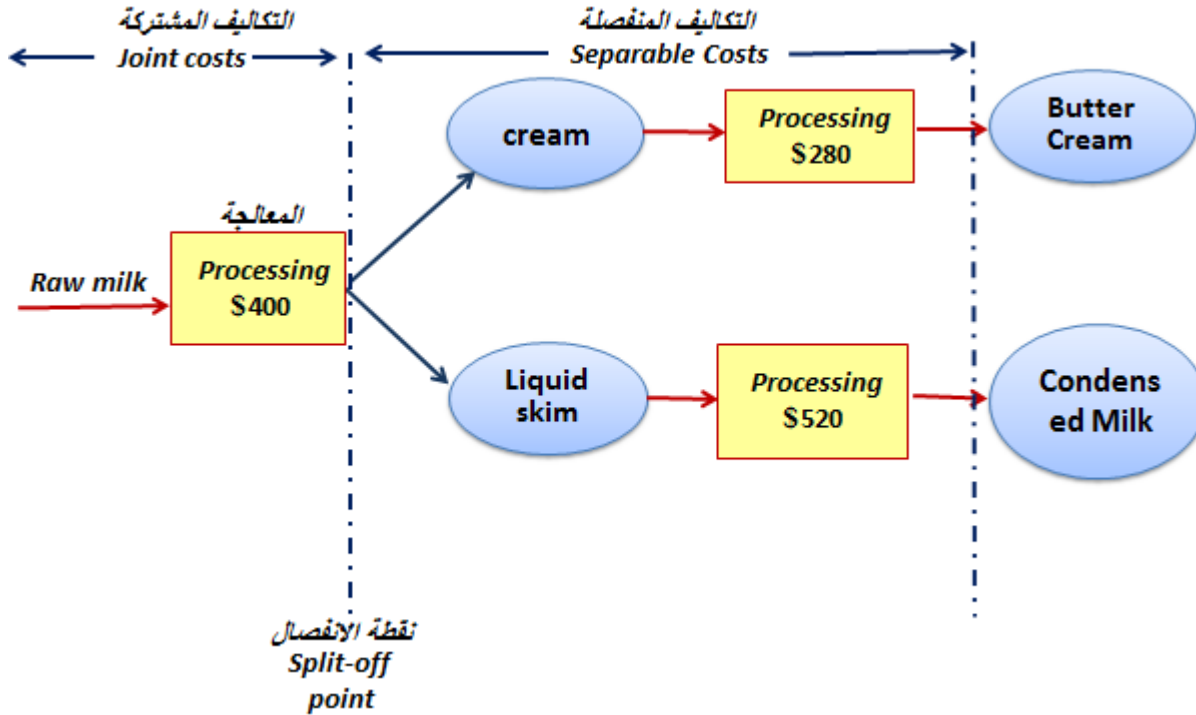 التكاليف المشتركة
Joint costs
التكاليف المنفصلة
Separable Costs
cream
Processing
$280
Butter
Cream
المعالجة
Raw milk
Processing
$400
Liquid
skim
Processing
$520
Condens
ed Milk
نقطة الانفصال
Split-off
point